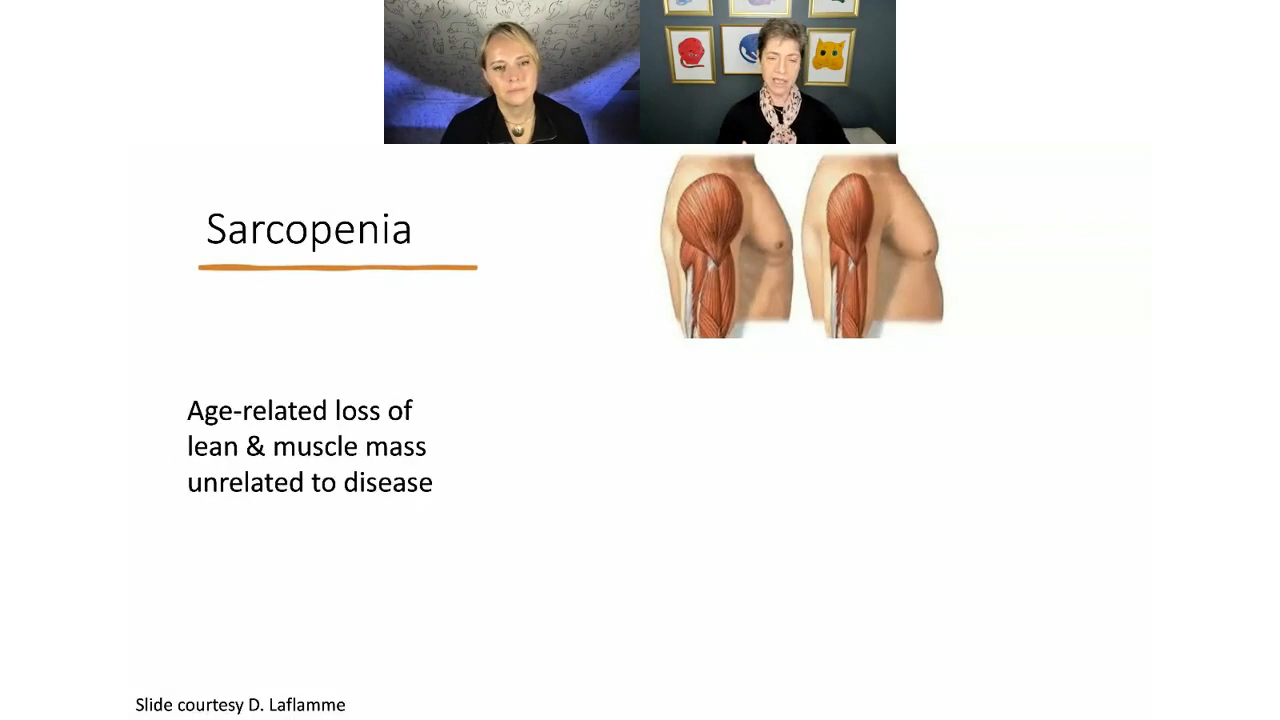 Sarcopenia
Age-related loss of
lean & muscle mass
unrelated to disease
Slide courtesy D. Laflamme